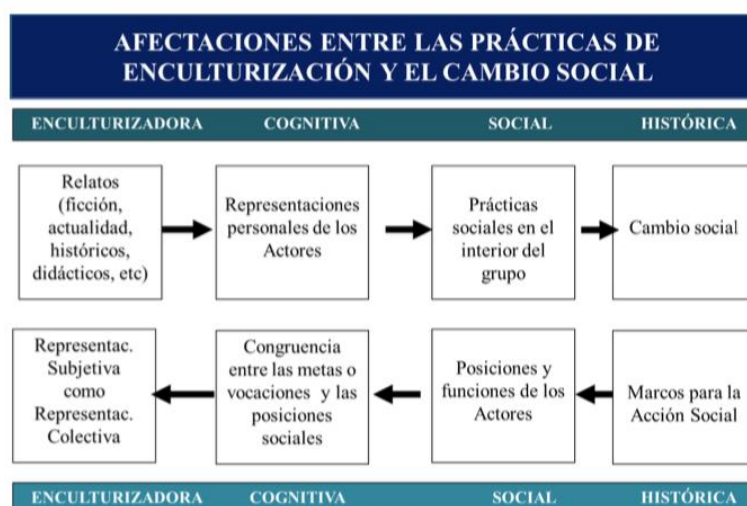 AFECTACIONES ENTRE LAS PRÁCTICAS DE
ENCULTURIZACIÓN Y EL CAMBIO SOCIAL
ENCULTURIZADORA COGNITIVA SOCIAL HISTÓRICA
Relatos
(ficción,
actualidad,
históricos,
didácticos, etc)
Representaciones
personales de los
Actores
Prácticas
sociales en el
interior del
grupo
Cambio social
Representac.
Subjetiva
como
Representac.
Colectiva
Congruencia
entre las metas o
vocaciones y las
posiciones
sociales
Posiciones y
funciones de los
Actores
Marcos para la
Acción Social
ENCULTURIZADORA COGNITIVA SOCIAL HISTÓRICA